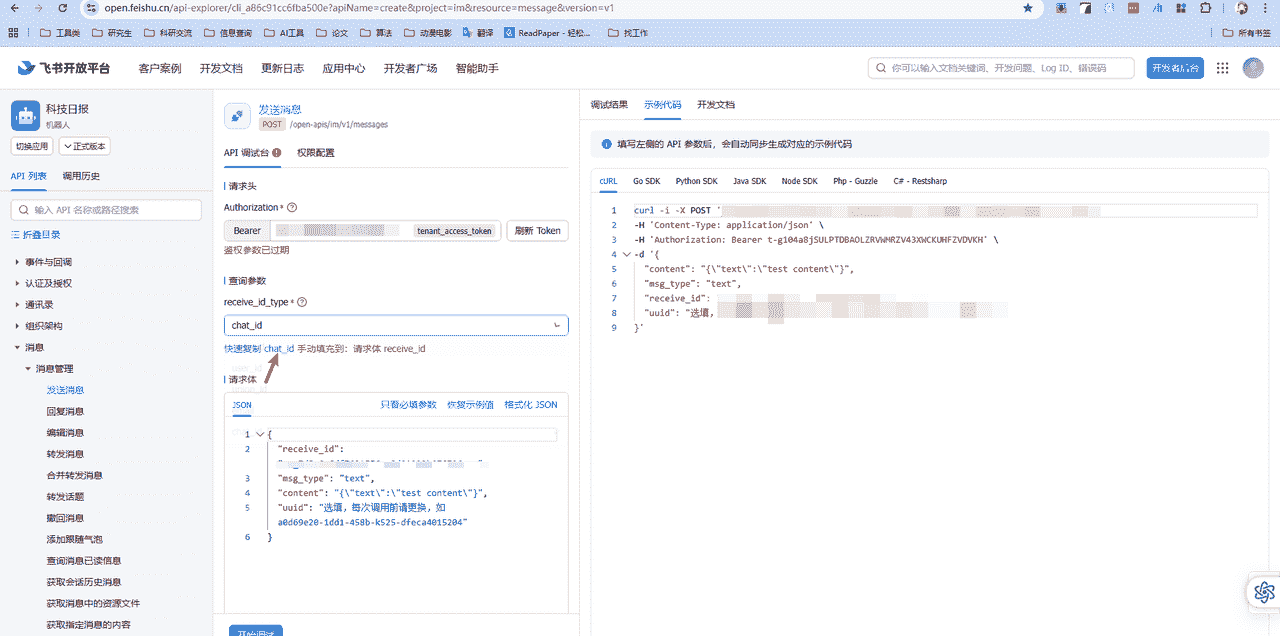 open.feishu.cn/api-explorer/cli_a86c91cc6fba500e?apiName=create&project=im&resource=message&version=v1
工具类 研究生 科研交流 信息查询 AI工具 论文 算法 动漫电影 翻译 ReadPaper - 轻松... 找工作 所有书签
飞书开放平台 客户案例 开发文档 更新日志 应用中心 开发者广场 智能助手 你可以输入文档关键词、开发问题、Log ID、错误码 开发者后台
科技日报
机器人
切换应用 正式版本
API 列表 调用历史
输入 API 名称或路径搜索
折叠目录
事件与回调
认证及授权
通讯录
组织架构
消息
消息管理
发送消息
回复消息
编辑消息
转发消息
合并转发消息
转发话题
撤回消息
添加跟随气泡
查询消息已读信息
获取会话历史消息
获取消息中的资源文件
获取指定消息的内容
发送消息
POST /open-apis/im/v1/messages
API 调试台 权限配置
请求头
Authorization *
Bearer tenant_access_token 刷新 Token
鉴权参数已过期
查询参数
receive_id_type *
chat_id
快速复制 chat_id 手动填充到：请求体 receive_id
请求体
JSON 只看必填参数 恢复示例值 格式化 JSON
1 {
2 "receive_id":
3 "msg_type": "text",
4 "content": "{\"text\":\"test content\"}",
5 "uuid": "选填，每次调用前请更换，如
a0d69e20-1dd1-458b-k525-dfeca4015204"
6 }
开始调试
调试结果 示例代码 开发文档
填写左侧的 API 参数后，会自动同步生成对应的示例代码
cURL Go SDK Python SDK Java SDK Node SDK Php - Guzzle C# - Restsharp
1 curl -i -X POST '
2 -H 'Content-Type: application/json' \
3 -H 'Authorization: Bearer t-g104a8jSULPTDBAOLZRVWMRZV43XWCKUHFZVDVKH' \
4 -d '{
5 "content": "{\"text\":\"test content\"}",
6 "msg_type": "text",
7 "receive_id":
8 "uuid": "选填，
9 }'